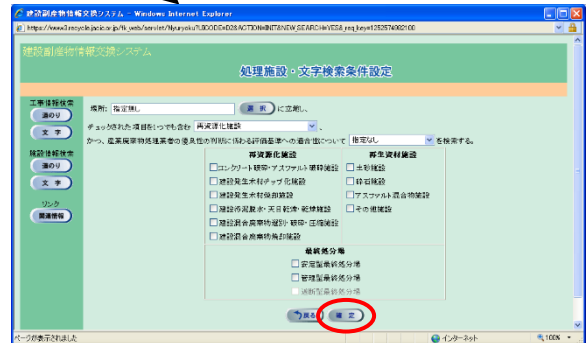 建設副産物情報交換システム - Windows Internet Explorer
建設副産物情報交換システム
処理施設・文字検索条件設定
工事情報検索
道のり
文 字
施設情報検索
道のり
文 字
リンク
関連情報
場所: 指定無し 選 択 に立地し、
チェックされた項目を1つでも含む 再資源化施設 、
かつ、産業廃棄物処理業者の優良性の判断に係わる評価基準への適合性について 指定なし を検索する。
再資源化施設 再生資材施設
コンクリート破砕・アスファルト破砕施設 土砂施設
建設発生木材チップ化施設 砕石施設
建設発生木材焼却施設 アスファルト混合物施設
建設汚泥脱水・天日乾燥・乾燥施設 その他施設
建設混合廃棄物選別・破砕・圧縮施設
建設混合廃棄物焼却施設
最終処分場
安定型最終処分場
管理型最終処分場
遮断型最終処分場
戻る 確 定
ページが表示されました インターネット 100%